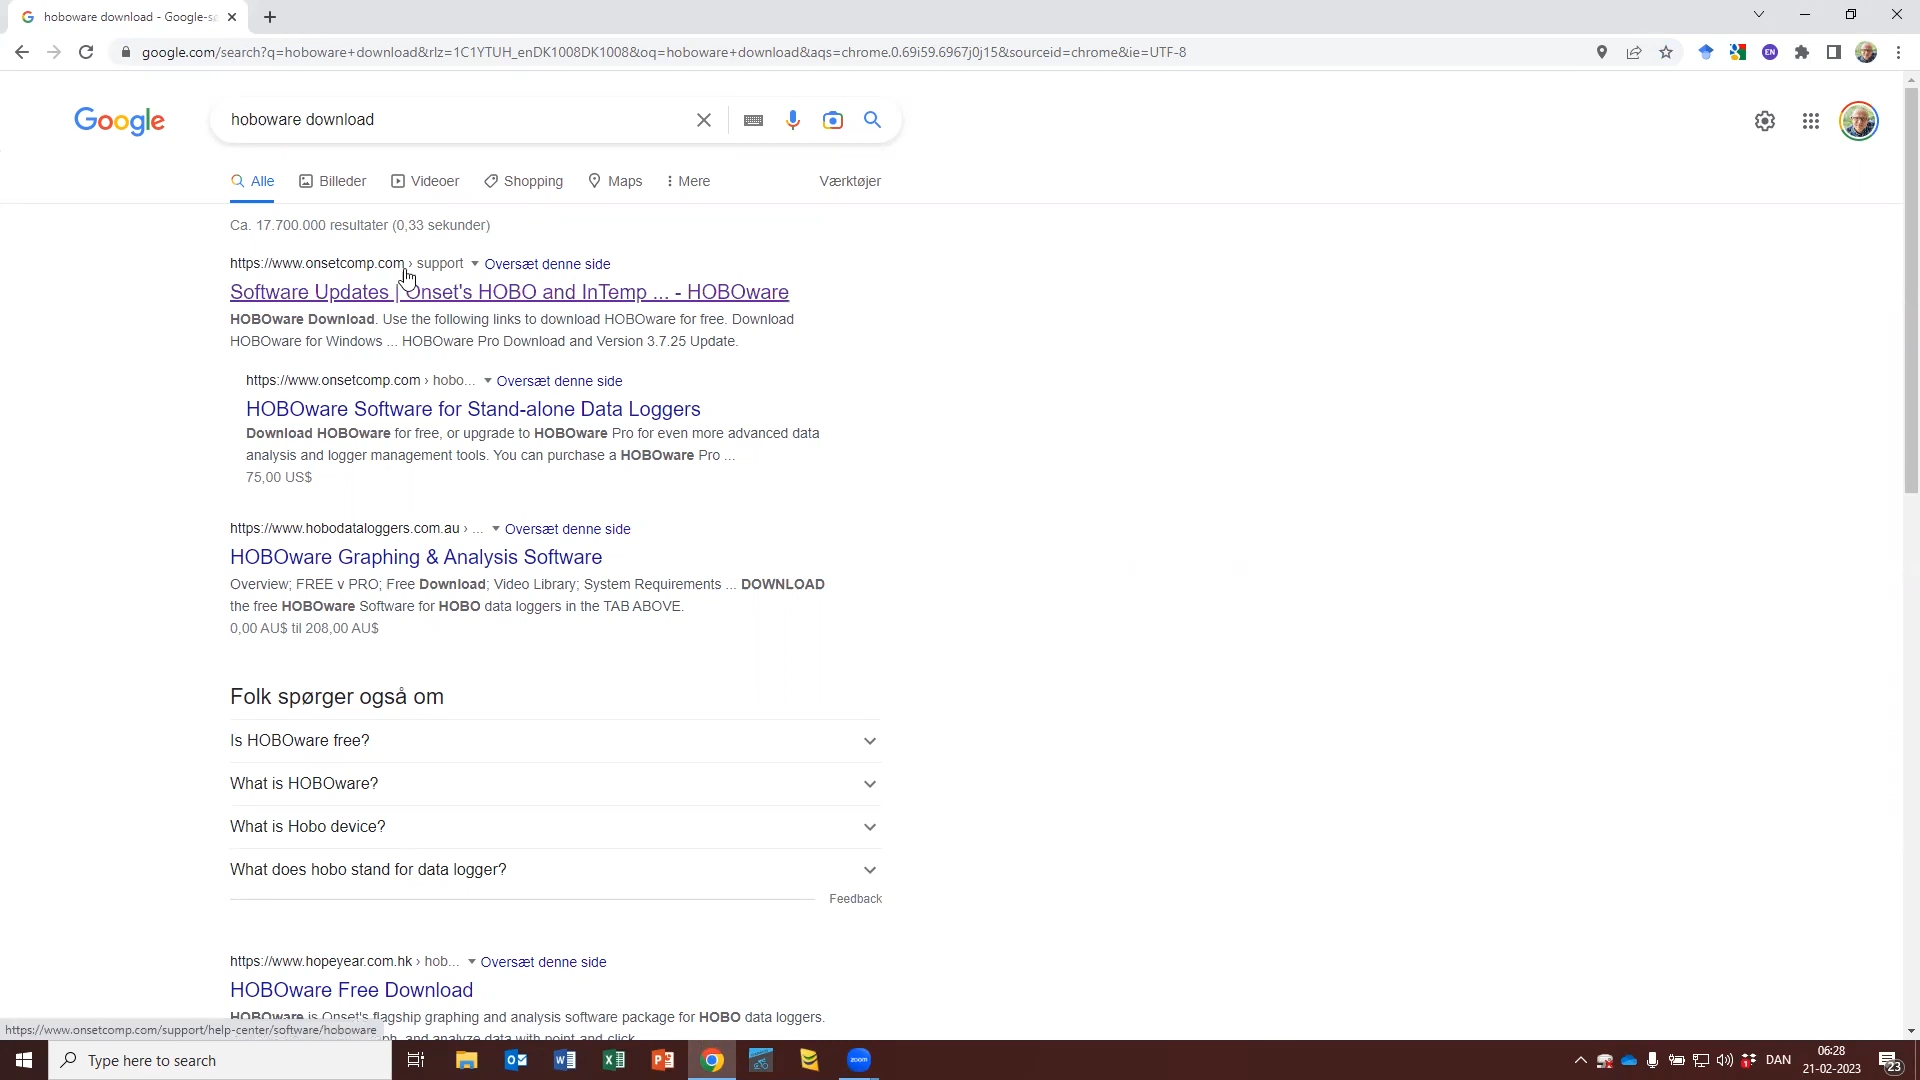 hoboware download - Google-sø
google.com/search?q=hoboware+download&rlz=1C1YTUH_enDK1008DK1008&oq=hoboware+download&aqs=chrome.0.69i59.6967j0j15&sourceid=chrome&ie=UTF-8
EN
Google
hoboware download
Alle
Billeder
Videoer
Shopping
Maps
Mere
Værktøjer
Ca. 17.700.000 resultater (0,33 sekunder)
https://www.onsetcomp.com › support
Oversæt denne side
Software Updates | Onset's HOBO and InTemp ... - HOBOware
HOBOware Download. Use the following links to download HOBOware for free. Download
HOBOware for Windows ... HOBOware Pro Download and Version 3.7.25 Update.
https://www.onsetcomp.com › hobo...
Oversæt denne side
HOBOware Software for Stand-alone Data Loggers
Download HOBOware for free, or upgrade to HOBOware Pro for even more advanced data
analysis and logger management tools. You can purchase a HOBOware Pro ...
75,00 US$
https://www.hobodataloggers.com.au › ...
Oversæt denne side
HOBOware Graphing & Analysis Software
Overview; FREE v PRO; Free Download; Video Library; System Requirements ... DOWNLOAD
the free HOBOware Software for HOBO data loggers in the TAB ABOVE.
0,00 AU$ til 208,00 AU$
Folk spørger også om
Is HOBOware free?
What is HOBOware?
What is Hobo device?
What does hobo stand for data logger?
Feedback
https://www.hopeyear.com.hk › hob...
Oversæt denne side
HOBOware Free Download
HOBOware is Onset's flagship graphing and analysis software package for HOBO data loggers.
and analyze data with point-and-click
https://www.onsetcomp.com/support/help-center/software/hoboware
Type here to search
zoom
DAN
06:28
21-02-2023
23